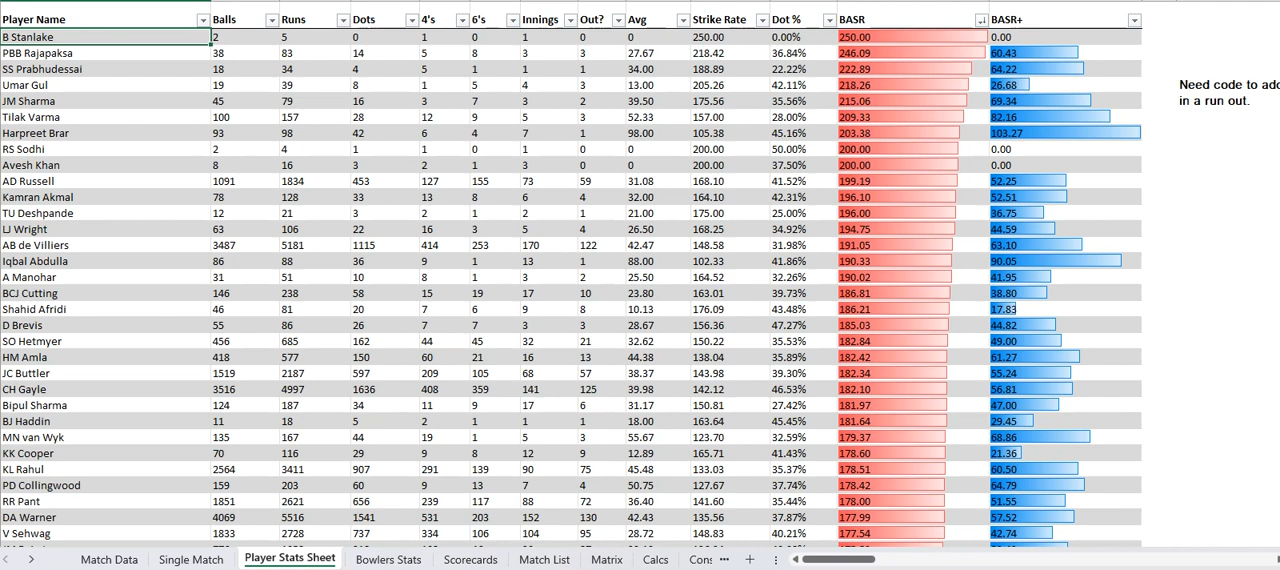 Player Name Balls Runs Dots 4's 6's Innings Out? Avg Strike Rate Dot % BASR BASR+
B Stanlake 2 5 0 1 0 1 0 0 250.00 0.00% 250.00 0.00
PBB Rajapaksa 38 83 14 5 8 3 3 27.67 218.42 36.84% 246.09 60.43
SS Prabhudessai 18 34 4 5 1 1 1 34.00 188.89 22.22% 222.89 64.22
Umar Gul 19 39 8 1 5 4 3 13.00 205.26 42.11% 218.26 26.68
Need code to add
JM Sharma 45 79 16 3 7 3 2 39.50 175.56 35.56% 215.06 69.34
in a run out.
Tilak Varma 100 157 28 12 9 5 3 52.33 157.00 28.00% 209.33 82.16
Harpreet Brar 93 98 42 6 4 7 1 98.00 105.38 45.16% 203.38 103.27
RS Sodhi 2 4 1 1 0 1 0 0 200.00 50.00% 200.00 0.00
Avesh Khan 8 16 3 2 1 3 0 0 200.00 37.50% 200.00 0.00
AD Russell 1091 1834 453 127 155 73 59 31.08 168.10 41.52% 199.19 52.25
Kamran Akmal 78 128 33 13 8 6 4 32.00 164.10 42.31% 196.10 52.51
TU Deshpande 12 21 3 2 1 2 1 21.00 175.00 25.00% 196.00 36.75
LJ Wright 63 106 22 16 3 5 4 26.50 168.25 34.92% 194.75 44.59
AB de Villiers 3487 5181 1115 414 253 170 122 42.47 148.58 31.98% 191.05 63.10
Iqbal Abdulla 86 88 36 9 1 13 1 88.00 102.33 41.86% 190.33 90.05
A Manohar 31 51 10 8 1 3 2 25.50 164.52 32.26% 190.02 41.95
BCJ Cutting 146 238 58 15 19 17 10 23.80 163.01 39.73% 186.81 38.80
Shahid Afridi 46 81 20 7 6 9 8 10.13 176.09 43.48% 186.21 17.83
D Brevis 55 86 26 7 7 3 3 28.67 156.36 47.27% 185.03 44.82
SO Hetmyer 456 685 162 44 45 32 21 32.62 150.22 35.53% 182.84 49.00
HM Amla 418 577 150 60 21 16 13 44.38 138.04 35.89% 182.42 61.27
JC Buttler 1519 2187 597 209 105 68 57 38.37 143.98 39.30% 182.34 55.24
CH Gayle 3516 4997 1636 408 359 141 125 39.98 142.12 46.53% 182.10 56.81
Bipul Sharma 124 187 34 11 9 17 6 31.17 150.81 27.42% 181.97 47.00
BJ Haddin 11 18 5 2 1 1 1 18.00 163.64 45.45% 181.64 29.45
MN van Wyk 135 167 44 19 1 5 3 55.67 123.70 32.59% 179.37 68.86
KK Cooper 70 116 29 9 8 12 9 12.89 165.71 41.43% 178.60 21.36
KL Rahul 2564 3411 907 291 139 90 75 45.48 133.03 35.37% 178.51 60.50
PD Collingwood 159 203 60 9 13 7 4 50.75 127.67 37.74% 178.42 64.79
RR Pant 1851 2621 656 239 117 88 72 36.40 141.60 35.44% 178.00 51.55
DA Warner 4069 5516 1541 531 203 152 130 42.43 135.56 37.87% 177.99 57.52
V Sehwag 1833 2728 737 334 106 104 95 28.72 148.83 40.21% 177.54 42.74
Match Data Simple Match Player Stats Sheet Bowlers Stats Scorecards Match List Matrix Calcs Cons ...